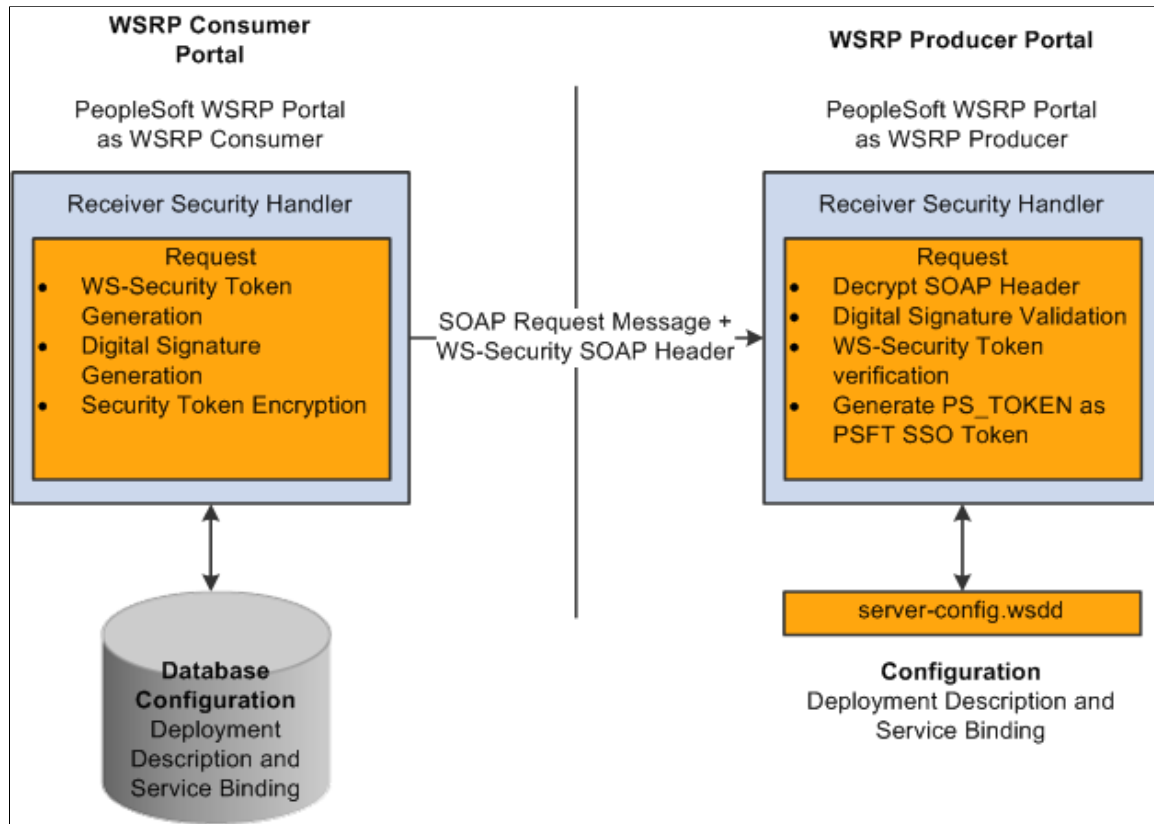 WSRP Consumer
Portal
PeopleSoft WSRP Portal
as WSRP Consumer
Receiver Security Handler
Request
• WS-Security Token
Generation
• Digital Signature
Generation
• Security Token Encryption
Database
Configuration
Deployment
Description and
Service Binding
SOAP Request Message +
WS-Security SOAP Header
WSRP Producer Portal
PeopleSoft WSRP Portal
as WSRP Producer
Receiver Security Handler
Request
• Decrypt SOAP Header
• Digital Signature Validation
• WS-Security Token
verification
• Generate PS_TOKEN as
PSFT SSO Token
server-config.wsdd
Configuration
Deployment Description and
Service Binding